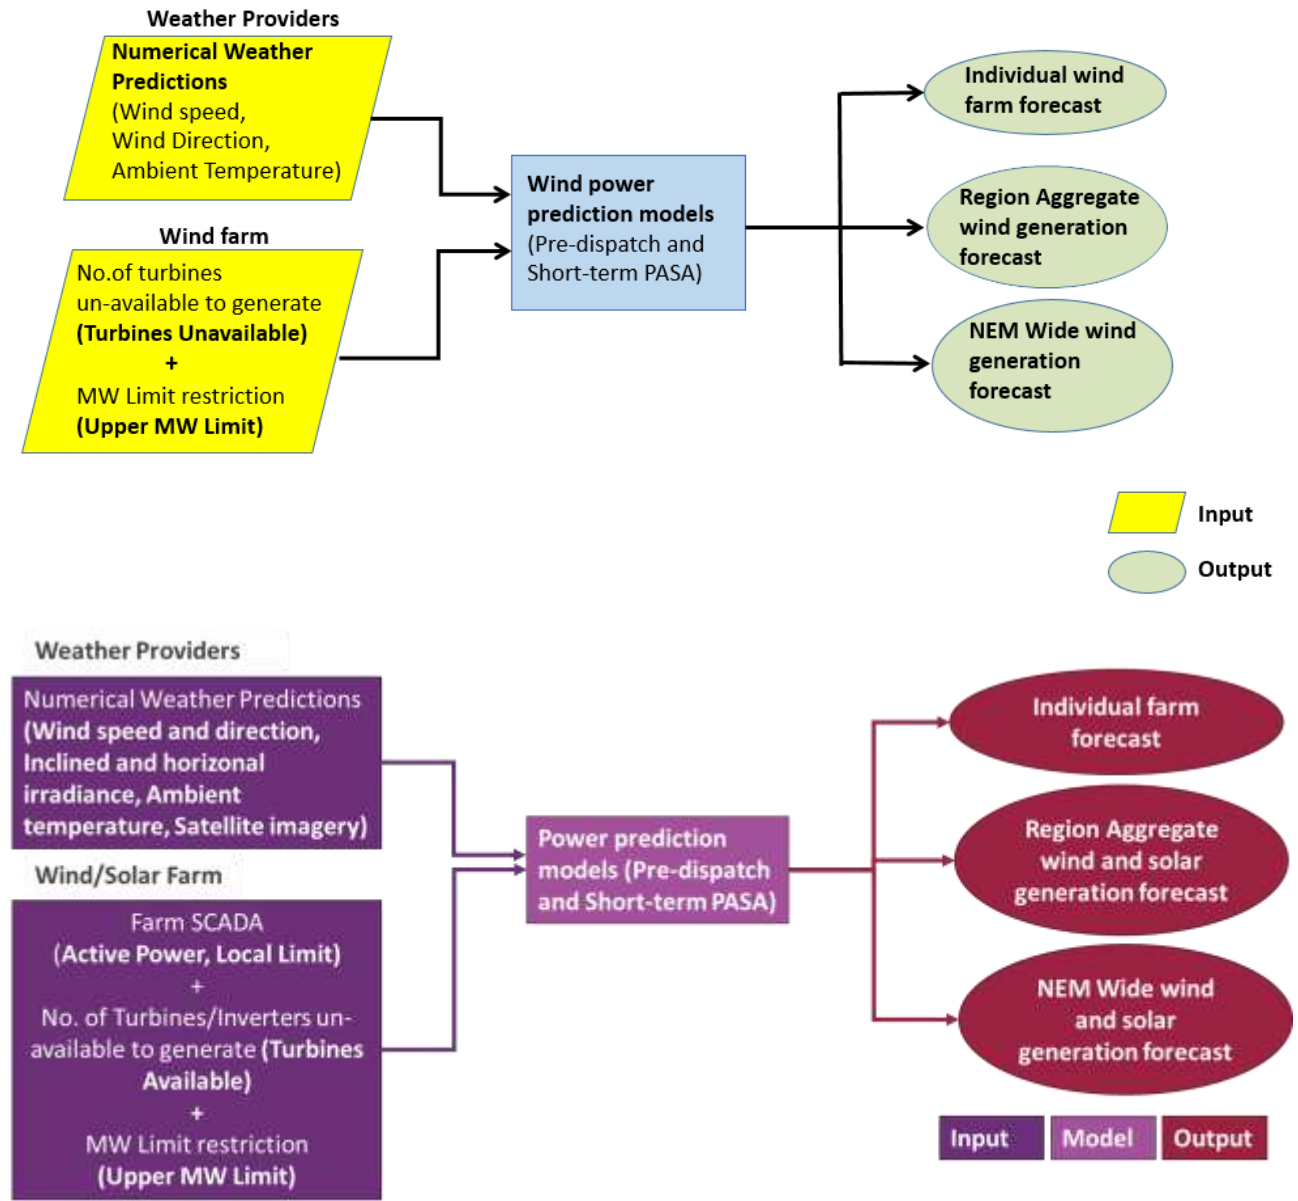 Weather Providers
Numerical Weather
Predictions
(Wind speed,
Wind Direction,
Ambient Temperature)
Wind farm
No.of turbines
un-available to generate
(Turbines Unavailable)
+
MW Limit restriction
(Upper MW Limit)
Wind power
prediction models
(Pre-dispatch and
Short-term PASA)
Individual wind
farm forecast
Region Aggregate
wind generation
forecast
NEM Wide wind
generation
forecast
Input
Output
Weather Providers
Numerical Weather Predictions
(Wind speed and direction,
Inclined and horizonal
irradiance, Ambient
temperature, Satellite imagery)
Wind/Solar Farm
Farm SCADA
(Active Power, Local Limit)
+
No. of Turbines/Inverters un-
available to generate (Turbines
Available)
+
MW Limit restriction
(Upper MW Limit)
Power prediction
models (Pre-dispatch
and Short-term PASA)
Individual farm
forecast
Region Aggregate
wind and solar
generation forecast
NEM Wide wind
and solar
generation forecast
Input
Model
Output